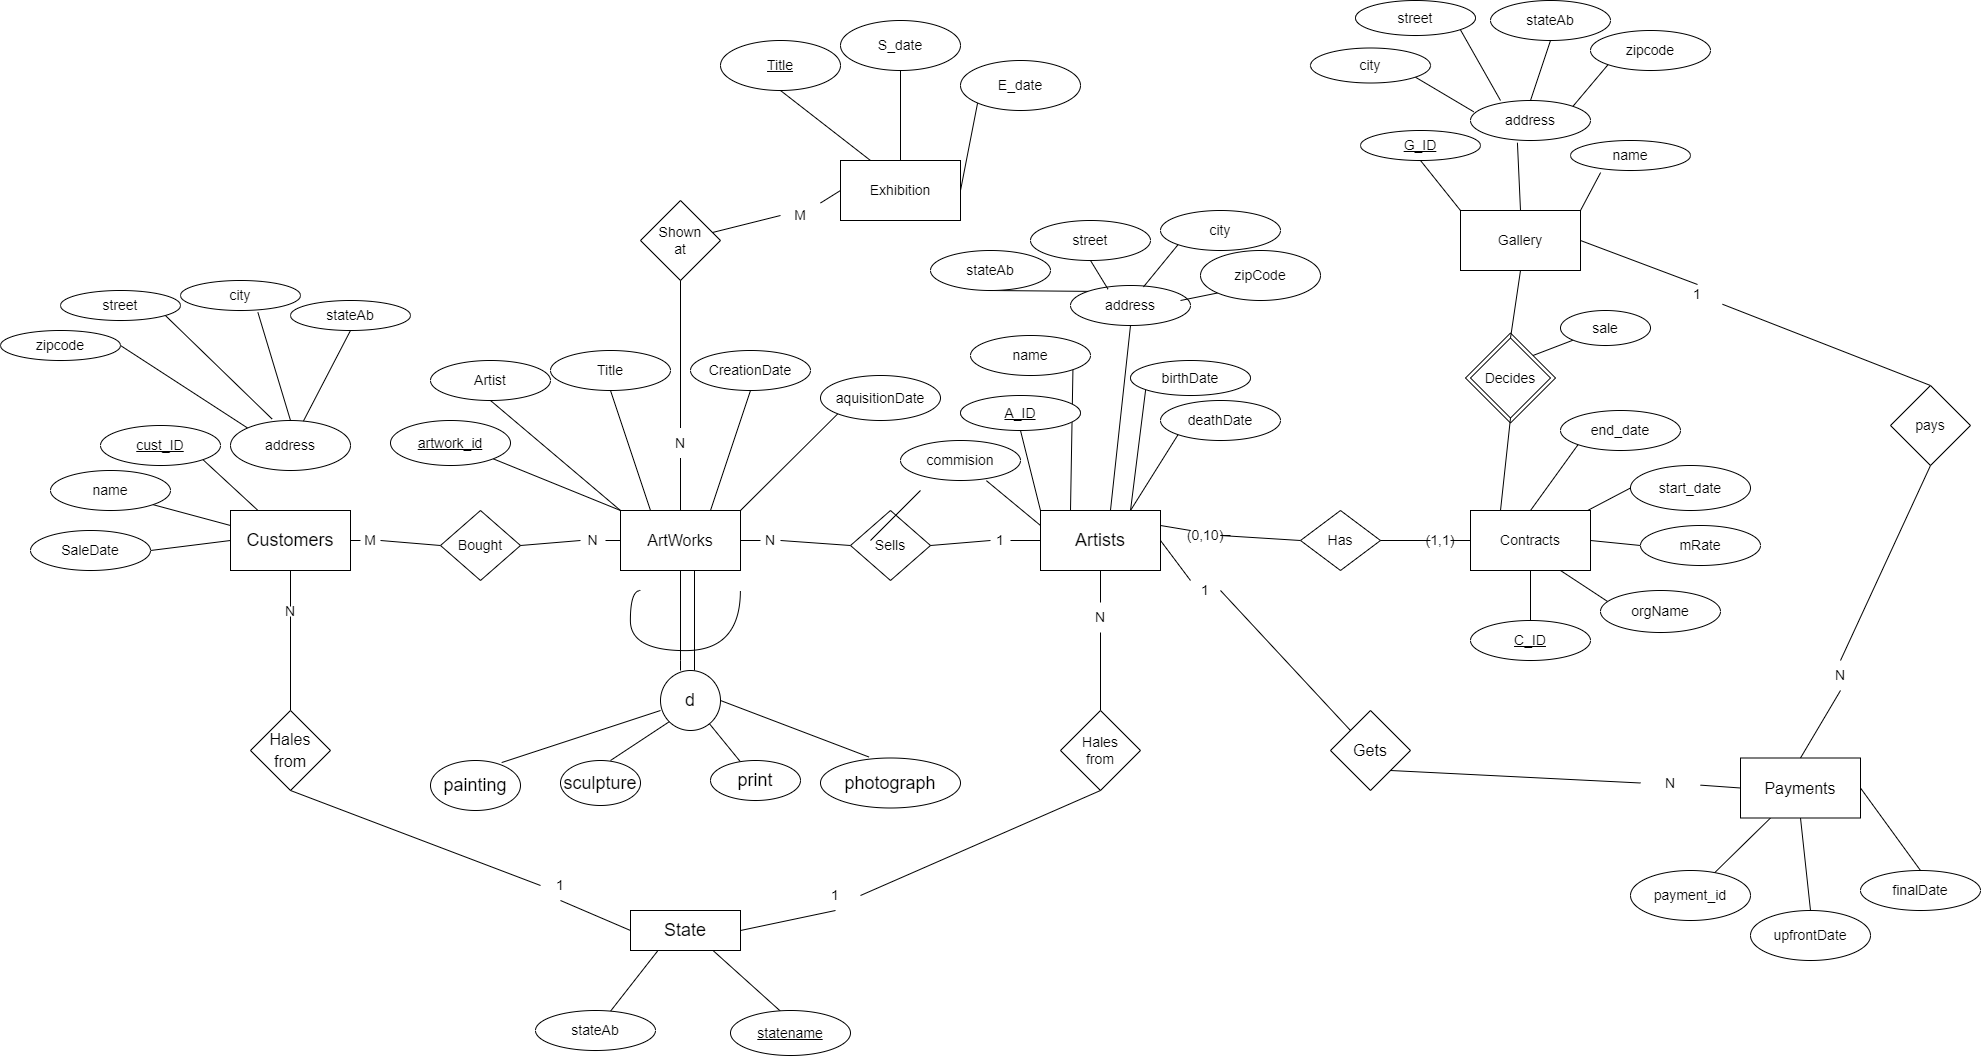 street
stateAb
zipcode
city
address
G_ID
name
Gallery
1
Title
S_date
E_date
Exhibition
M
Shown
at
N
stateAb
street
city
zipCode
address
name
birthDate
A_ID
deathDate
commision
sale
Decides
end_date
start_date
mRate
orgName
C_ID
Contracts
pays
street
city
stateAb
zipcode
address
cust_ID
name
SaleDate
Customers
M
Bought
N
Artist
Title
CreationDate
aquisitionDate
artwork_id
ArtWorks
N
Sells
1
Artists
(0,10)
Has
(1,1)
N
N
1
N
d
painting
sculpture
print
photograph
Hales
from
Hales
from
Gets
N
Payments
payment_id
upfrontDate
finalDate
1
1
State
stateAb
statename